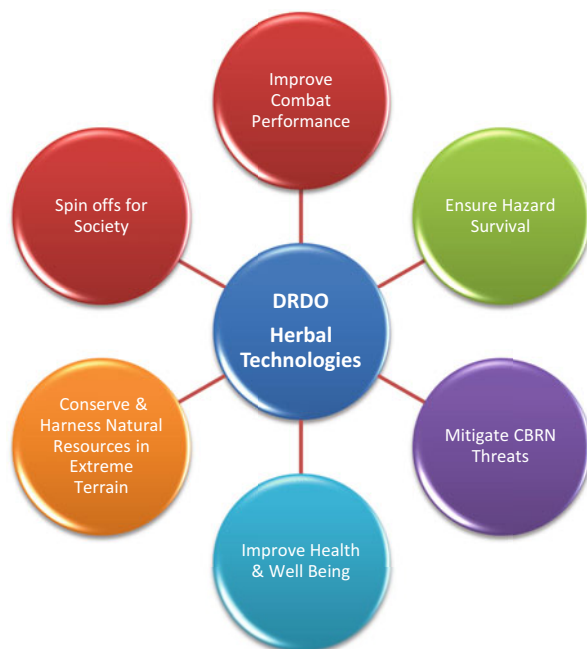 Improve
Combat
Performance
Spin offs for
Society
Ensure Hazard
Survival
DRDO
Herbal
Technologies
Conserve &
Harness Natural
Resources in
Extreme
Terrain
Mitigate CBRN
Threats
Improve Health
& Well Being